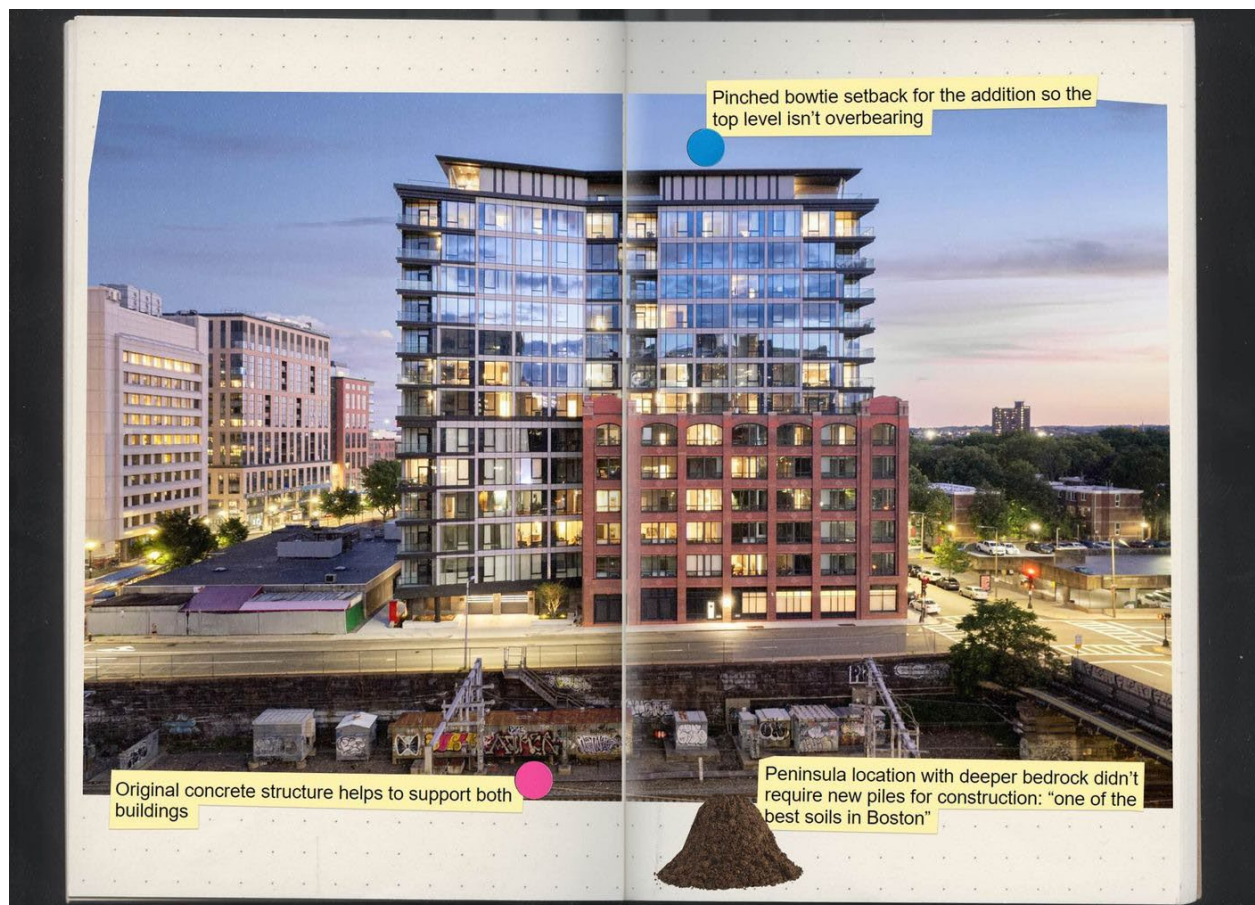 Pinched bowtie setback for the addition so the
top level isn’t overbearing
Original concrete structure helps to support both
buildings
Peninsula location with deeper bedrock didn’t
require new piles for construction: “one of the
best soils in Boston”